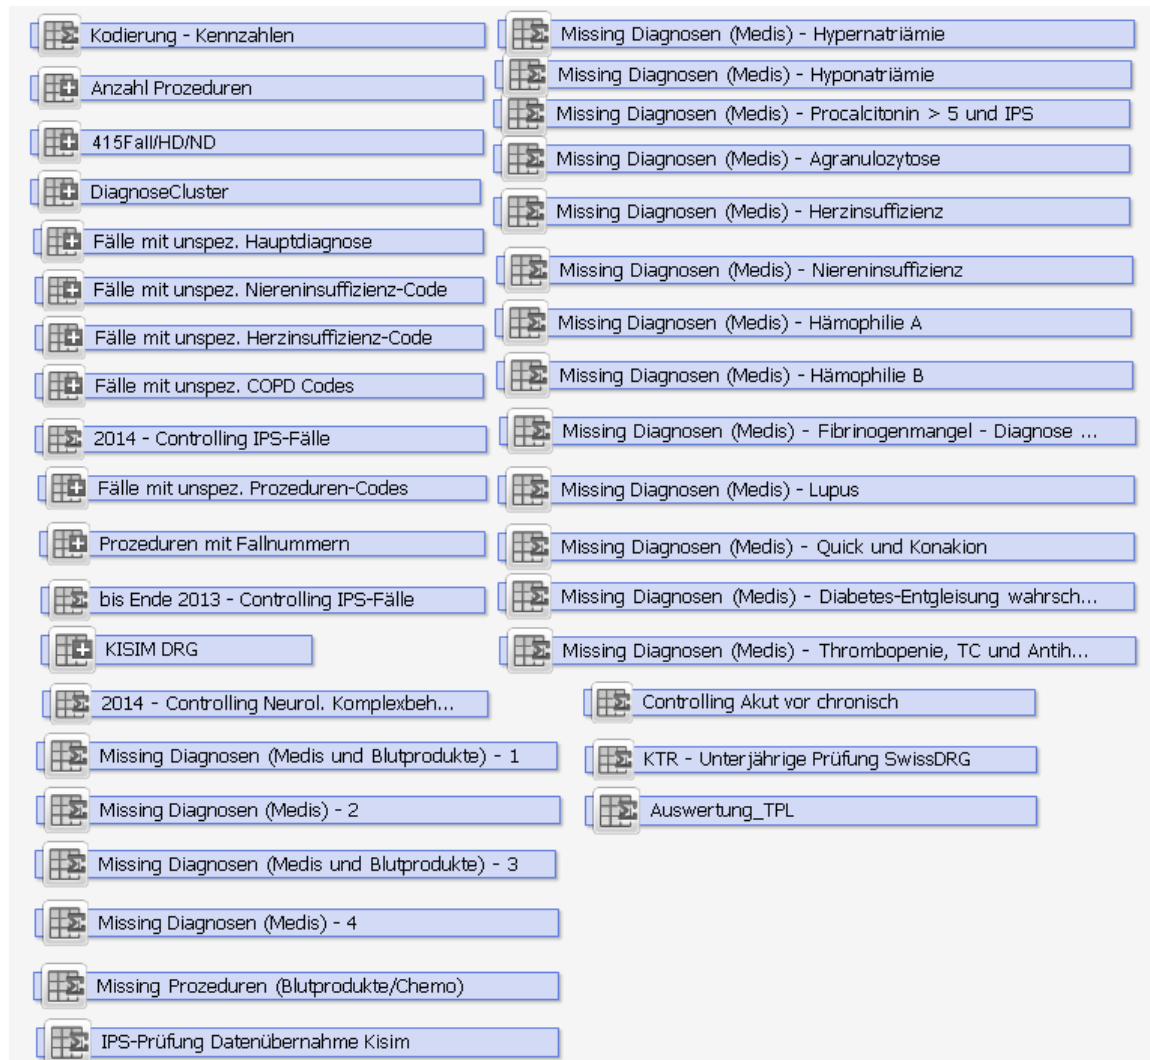 Kodierung - Kennzahlen
Anzahl Prozeduren
415Fall/HD/ND
DiagnoseCluster
Fälle mit unspez. Hauptdiagnose
Fälle mit unspez. Niereninsuffizienz-Code
Fälle mit unspez. Herzinsuffizienz-Code
Fälle mit unspez. COPD Codes
2014 - Controlling IPS-Fälle
Fälle mit unspez. Prozeduren-Codes
Prozeduren mit Fallnummern
bis Ende 2013 - Controlling IPS-Fälle
KISIM DRG
2014 - Controlling Neurol. Komplexbeh...
Missing Diagnosen (Medis und Blutprodukte) - 1
Missing Diagnosen (Medis) - 2
Missing Diagnosen (Medis und Blutprodukte) - 3
Missing Diagnosen (Medis) - 4
Missing Prozeduren (Blutprodukte/Chemo)
IPS-Prüfung Datenübernahme Kisim
Missing Diagnosen (Medis) - Hypernatriämie
Missing Diagnosen (Medis) - Hyponatriämie
Missing Diagnosen (Medis) - Procalcitonin > 5 und IPS
Missing Diagnosen (Medis) - Agranulozytose
Missing Diagnosen (Medis) - Herzinsuffizienz
Missing Diagnosen (Medis) - Niereninsuffizienz
Missing Diagnosen (Medis) - Hämophilie A
Missing Diagnosen (Medis) - Hämophilie B
Missing Diagnosen (Medis) - Fibrinogenmangel - Diagnose ...
Missing Diagnosen (Medis) - Lupus
Missing Diagnosen (Medis) - Quick und Konakion
Missing Diagnosen (Medis) - Diabetes-Entgleisung wahrsch...
Missing Diagnosen (Medis) - Thrombopenie, TC und Antih...
Controlling Akut vor chronisch
KTR - Unterjährige Prüfung SwissDRG
Auswertung_TPL